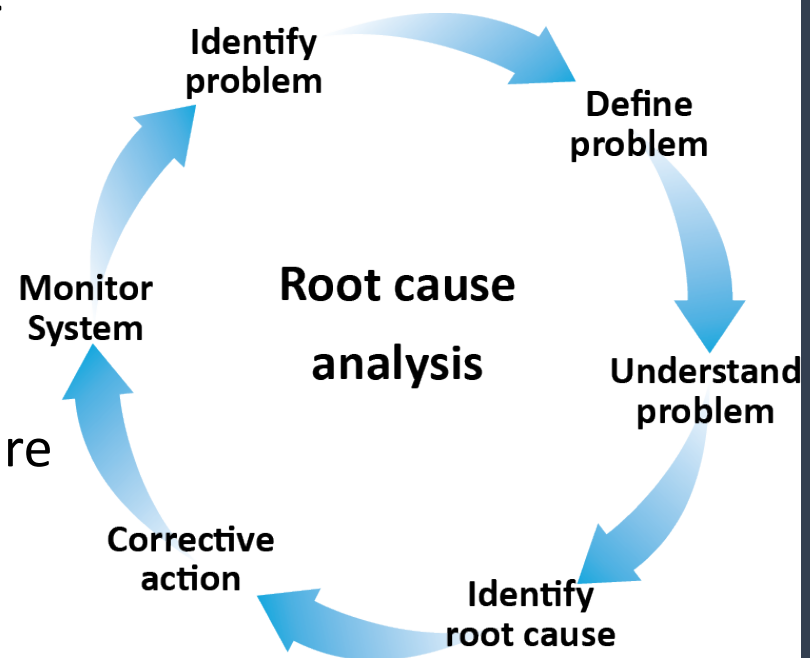 Identify
problem
Define
problem
Understand
problem
Identify
root cause
Corrective
action
Monitor
System
Root cause
analysis
re